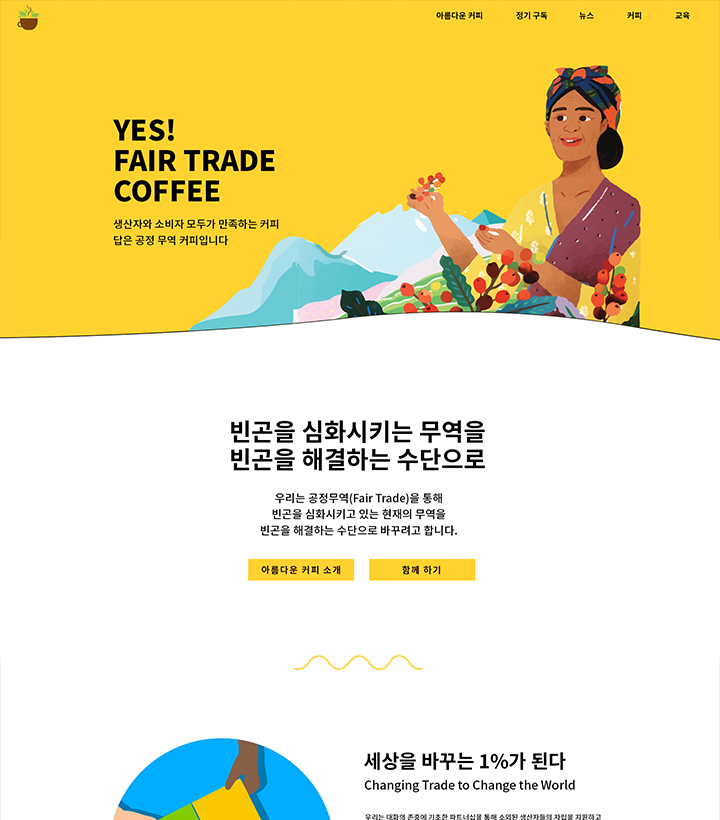 아름다운 커피 정기 구독 뉴스 커피 교육
YES!
FAIR TRADE
COFFEE
생산자와 소비자 모두가 만족하는 커피
답은 공정 무역 커피입니다
빈곤을 심화시키는 무역을
빈곤을 해결하는 수단으로
우리는 공정무역(Fair Trade)을 통해
빈곤을 심화시키고 있는 현재의 무역을
빈곤을 해결하는 수단으로 바꾸려고 합니다.
아름다운 커피 소개 함께 하기
세상을 바꾸는 1%가 된다
Changing Trade to Change the World
우리는 대화와 존중에 기초한 파트너십을 통해 소외된 생산자들의 자립을 지원하고